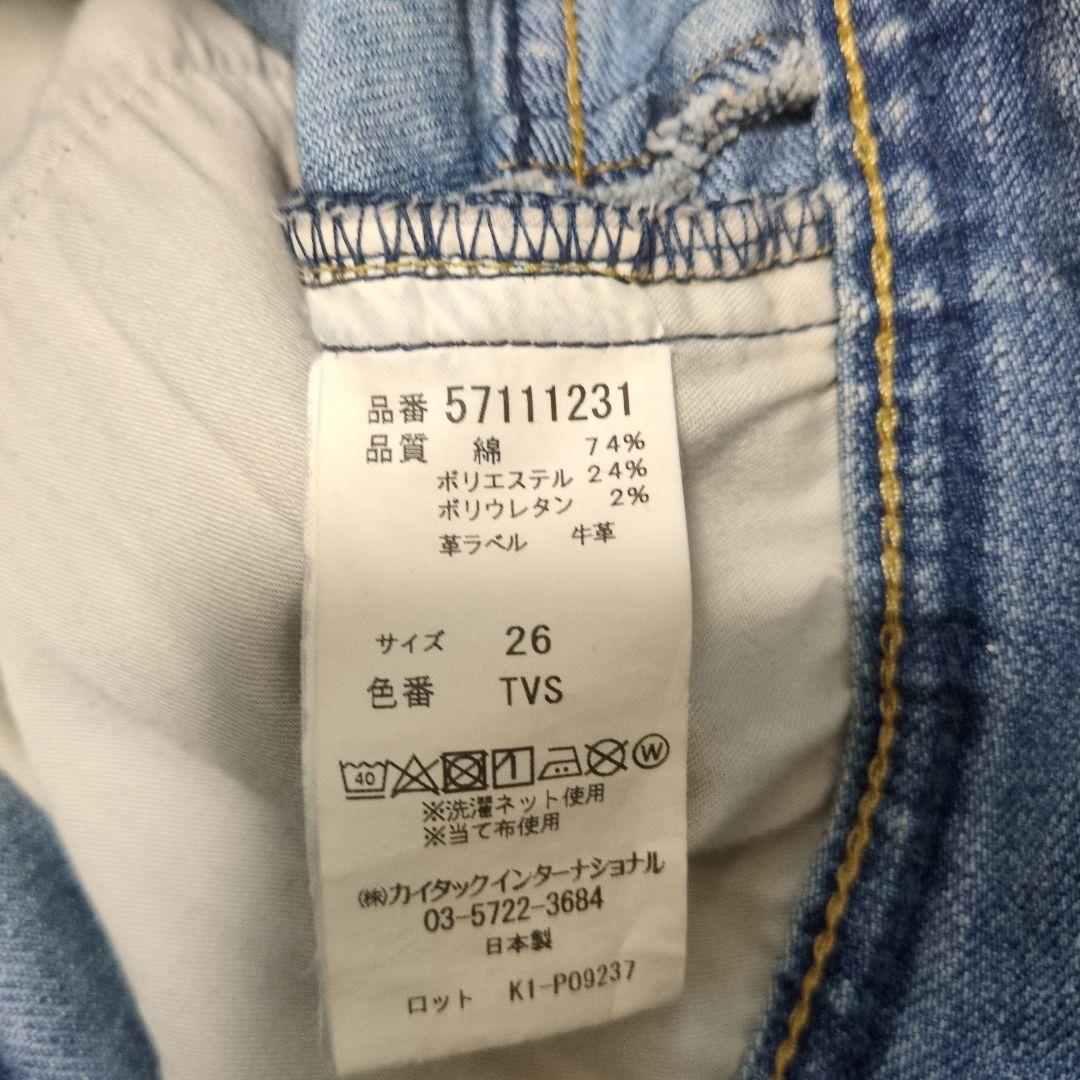 品番 57111231
品質 綿 74%
ポリエステル 24%
ポリウレタン 2%
革ラベル 牛革
サイズ 26
色番 TVS
40 W
※洗濯ネット使用
※当て布使用
㈱カイタックインターナショナル
03-5722-3684
日本製
ロット K1-P09237